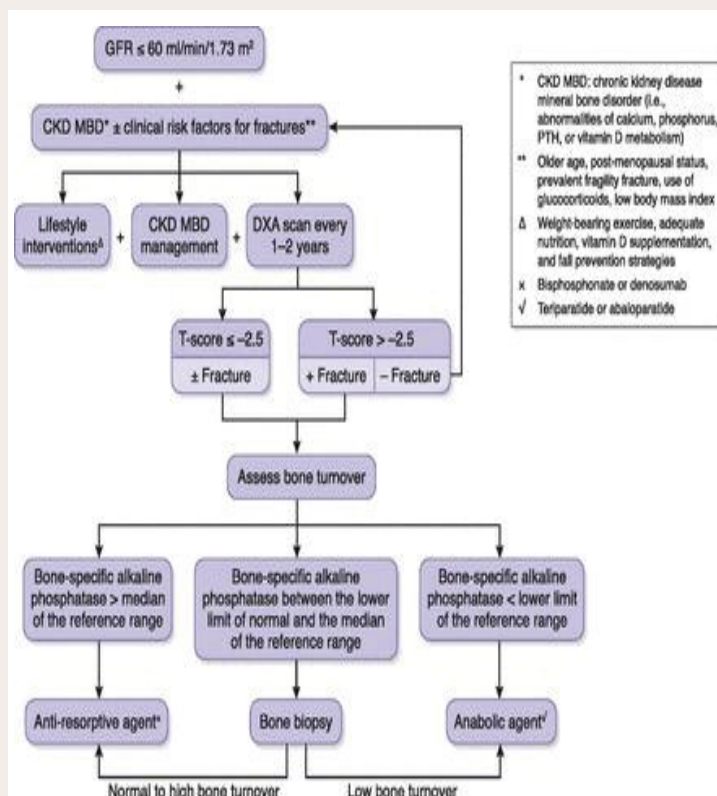 GFR ≤ 60 ml/min/1.73 m²
+
CKD MBD* ± clinical risk factors for fractures**
Lifestyle
interventionsΔ
+
CKD MBD
management
+
DXA scan every
1–2 years
T-score ≤ –2.5
± Fracture
T-score > –2.5
+ Fracture
– Fracture
Assess bone turnover
Bone-specific alkaline
phosphatase > median
of the reference range
Bone-specific alkaline
phosphatase between the lower
limit of normal and the median
of the reference range
Bone-specific alkaline
phosphatase < lower limit
of the reference range
Anti-resorptive agentˣ
Bone biopsy
Anabolic agent√
Normal to high bone turnover
Low bone turnover
* CKD MBD: chronic kidney disease
mineral bone disorder (i.e.,
abnormalities of calcium, phosphorus,
PTH, or vitamin D metabolism)
** Older age, post-menopausal status,
prevalent fragility fracture, use of
glucocorticoids, low body mass index
Δ Weight-bearing exercise, adequate
nutrition, vitamin D supplementation,
and fall prevention strategies
x Bisphosphonate or denosumab
√ Teriparatide or abaloparatide